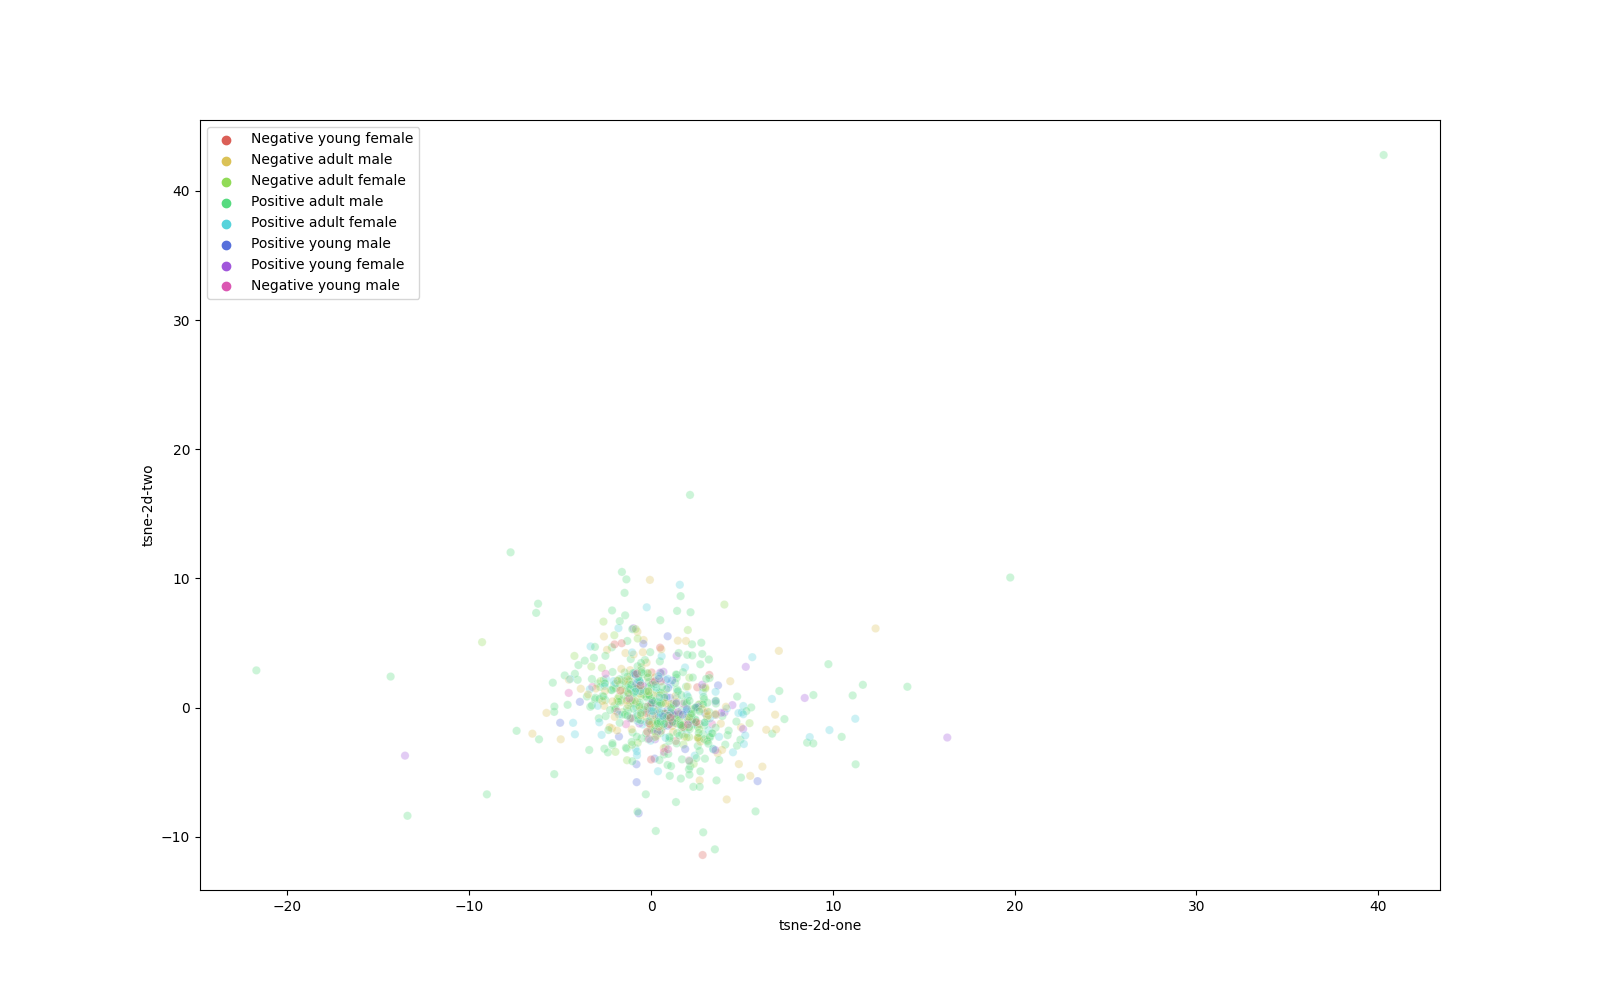 Negative young female
Negative adult male
Negative adult female
Positive adult male
Positive adult female
Positive young male
Positive young female
Negative young male
40
30
20
10
0
−10
tsne-2d-two
−20
−10
0
10
20
30
40
tsne-2d-one